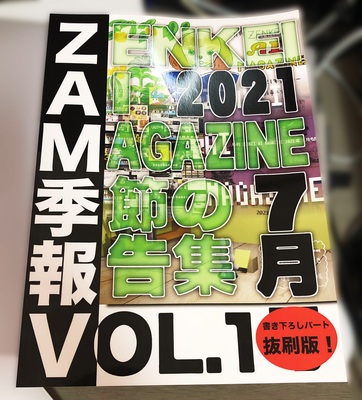 ZAM季報
VOL.1
ENKEI
2021
AGAZINE
7月
節の集
告
書き下ろしパート
抜刷版！